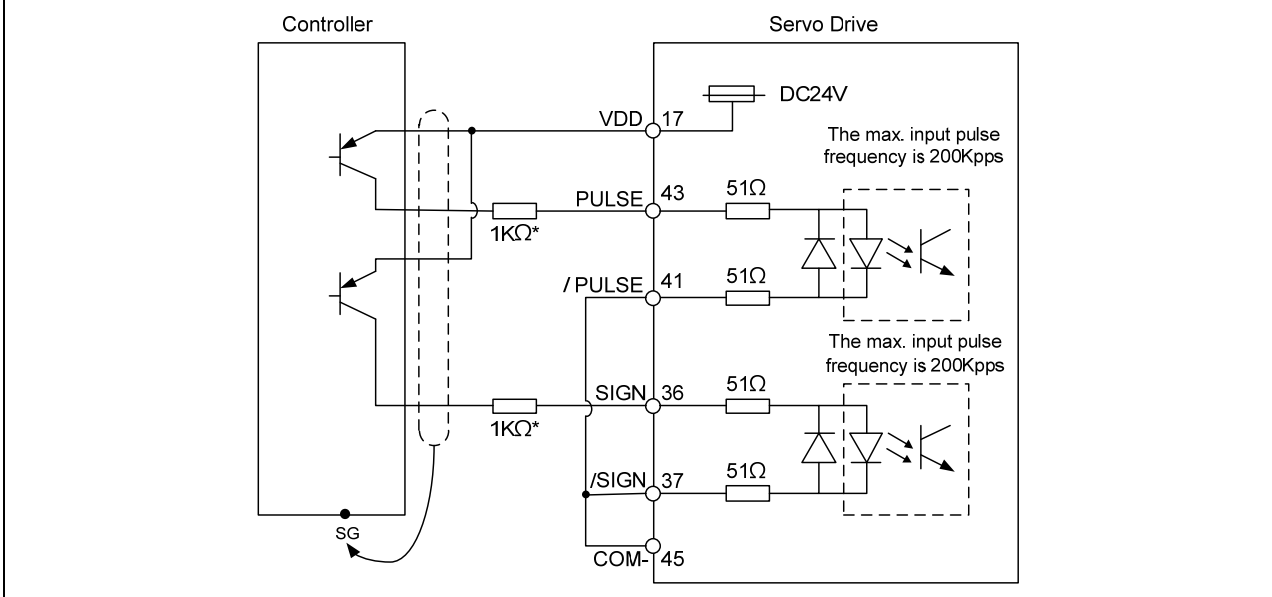 Controller
Servo Drive
DC24V
VDD 17
The max. input pulse
frequency is 200Kpps
PULSE 43
51Ω
1KΩ*
/ PULSE 41
51Ω
The max. input pulse
frequency is 200Kpps
SIGN 36
51Ω
1KΩ*
/SIGN 37
51Ω
SG
COM- 45